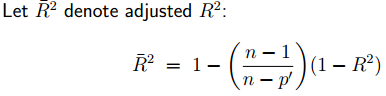 Let R̄² denote adjusted R²:
R̄² = 1 − ( n − 1 / n − p′ ) (1 − R²)